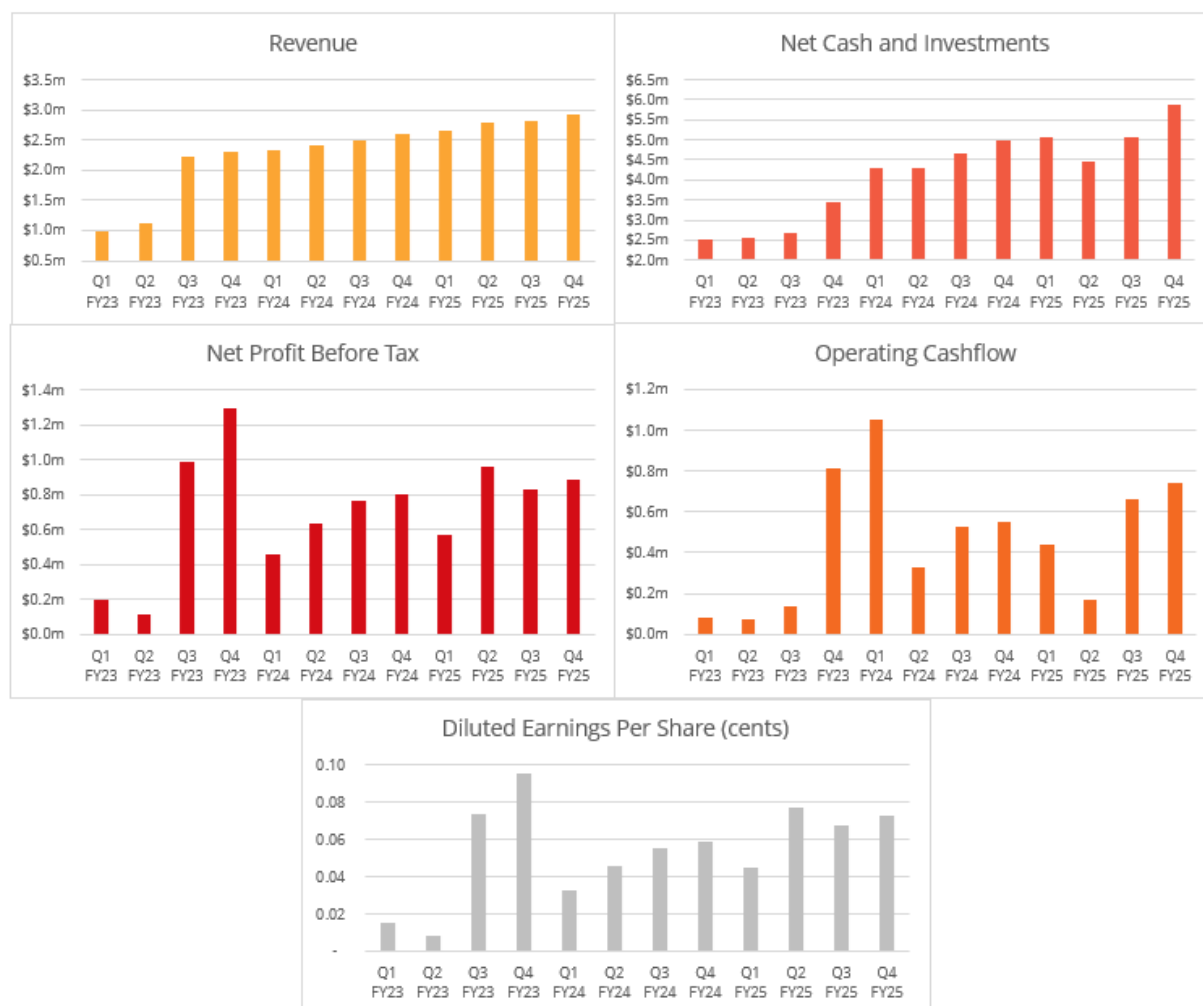 Revenue
$3.5m
$3.0m
$2.5m
$2.0m
$1.5m
$1.0m
$0.5m
Q1 Q2 Q3 Q4 Q1 Q2 Q3 Q4 Q1 Q2 Q3 Q4
FY23 FY23 FY23 FY23 FY24 FY24 FY24 FY24 FY25 FY25 FY25 FY25
Net Cash and Investments
$6.5m
$6.0m
$5.5m
$5.0m
$4.5m
$4.0m
$3.5m
$3.0m
$2.5m
$2.0m
Q1 Q2 Q3 Q4 Q1 Q2 Q3 Q4 Q1 Q2 Q3 Q4
FY23 FY23 FY23 FY23 FY24 FY24 FY24 FY24 FY25 FY25 FY25 FY25
Net Profit Before Tax
$1.4m
$1.2m
$1.0m
$0.8m
$0.6m
$0.4m
$0.2m
$0.0m
Q1 Q2 Q3 Q4 Q1 Q2 Q3 Q4 Q1 Q2 Q3 Q4
FY23 FY23 FY23 FY23 FY24 FY24 FY24 FY24 FY25 FY25 FY25 FY25
Operating Cashflow
$1.2m
$1.0m
$0.8m
$0.6m
$0.4m
$0.2m
$0.0m
Q1 Q2 Q3 Q4 Q1 Q2 Q3 Q4 Q1 Q2 Q3 Q4
FY23 FY23 FY23 FY23 FY24 FY24 FY24 FY24 FY25 FY25 FY25 FY25
Diluted Earnings Per Share (cents)
0.10
0.08
0.06
0.04
0.02
-
Q1 Q2 Q3 Q4 Q1 Q2 Q3 Q4 Q1 Q2 Q3 Q4
FY23 FY23 FY23 FY23 FY24 FY24 FY24 FY24 FY25 FY25 FY25 FY25